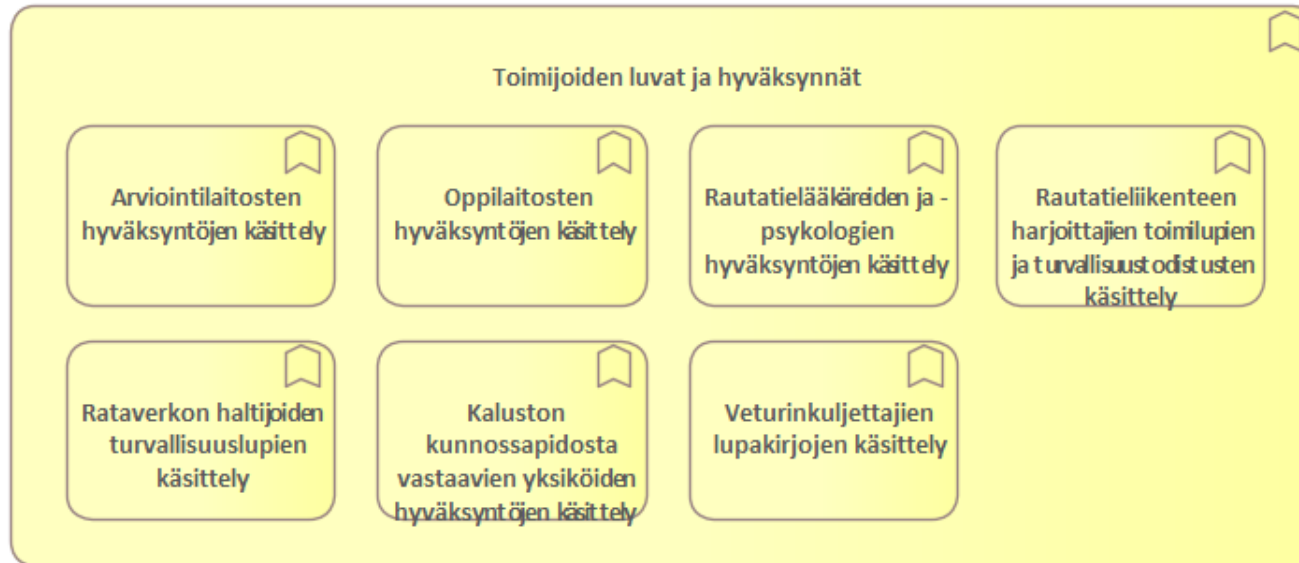 Toimijoiden luvat ja hyväksynnät
Arviointilaitosten
hyväksyntöjen käsittely
Oppilaitosten
hyväksyntöjen käsittely
Rautatielääkäreiden ja -
psykologien
hyväksyntöjen käsittely
Rautatieliikenteen
harjoittajien toimilupien
ja turvallisuustodistusten
käsittely
Rataverkon haltijoiden
turvallisuuslupien
käsittely
Kaluston
kunnossapidosta
vastaavien yksiköiden
hyväksyntöjen käsittely
Veturinkuljettajien
lupakirjojen käsittely